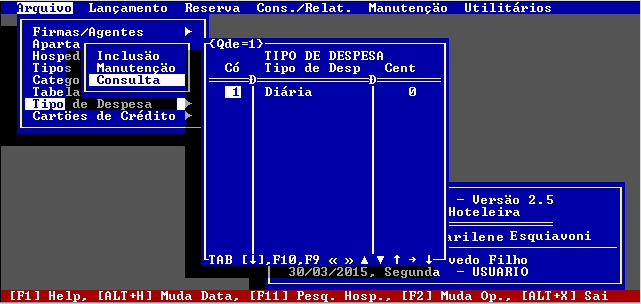 Arquivo Lançamento Reserva Cons./Relat. Manutenção Utilitários
Firmas/Agentes
Aparta
Hosped
Tipos
Catego
Tabela
Tipo de Despesa
Cartões de Crédito
Inclusão
Manutenção
Consulta
{Qde=1}
TIPO DE DESPESA
Có Tipo de Desp Cent
1 Diária 0
TAB [↓],F10,F9 « » ▲ ▼ ↑ → ↓
- Versão 2.5
Hoteleira
arilene Esquiavoni
vedo Filho
30/03/2015, Segunda - USUARIO
[F1] Help, [ALT+H] Muda Data, [F11] Pesq. Hosp., [F2] Muda Op., [ALT+X] Sai